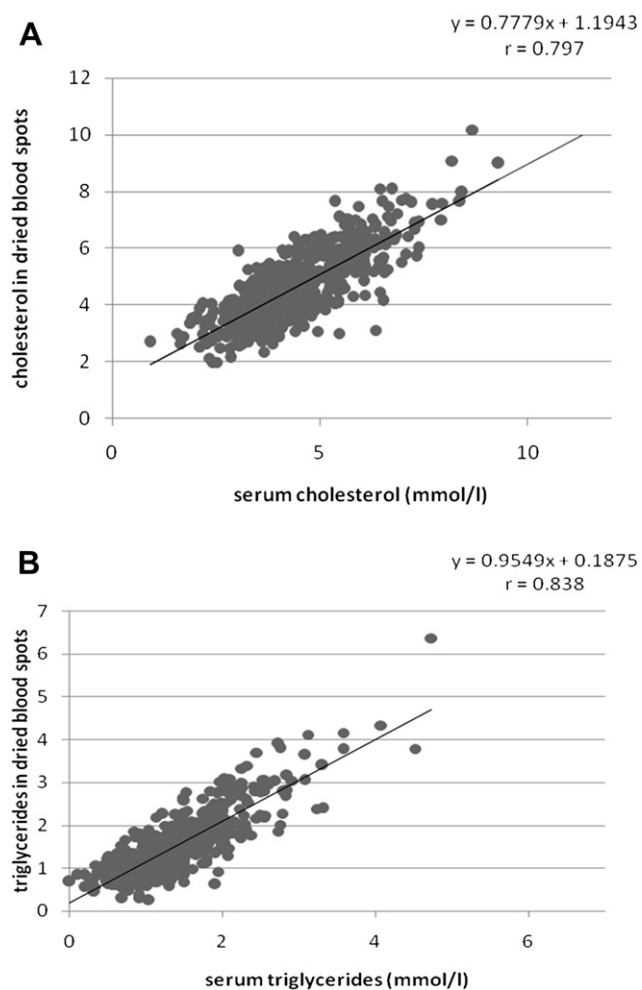 A
y = 0.7779x + 1.1943
r = 0.797
12
10
8
6
4
2
0
0 5 10
cholesterol in dried blood spots
serum cholesterol (mmol/l)
B
y = 0.9549x + 0.1875
r = 0.838
7
6
5
4
3
2
1
0
0 2 4 6
triglycerides in dried blood spots
serum triglycerides (mmol/l)